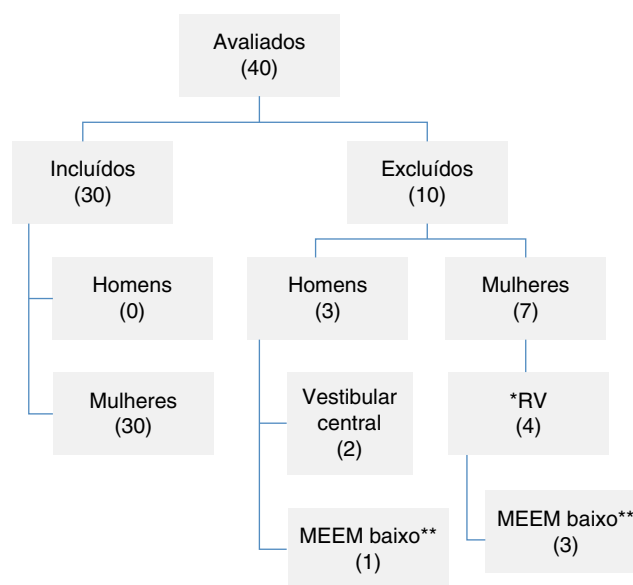 Avaliados
(40)
Incluídos
(30)
Excluídos
(10)
Homens
(0)
Homens
(3)
Mulheres
(7)
Mulheres
(30)
Vestibular
central
(2)
*RV
(4)
MEEM baixo**
(1)
MEEM baixo**
(3)